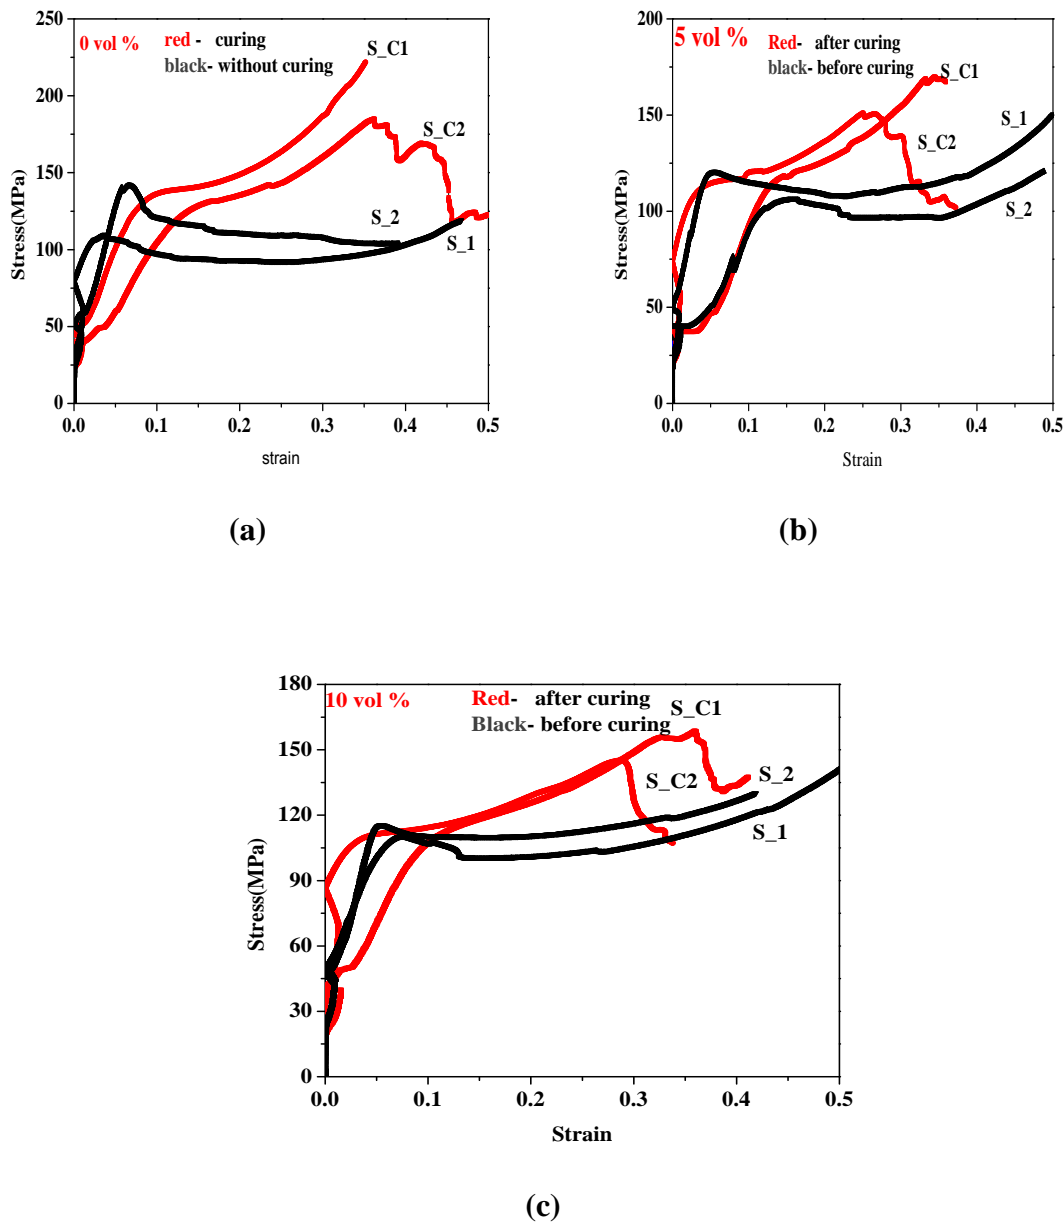 250
200
150
100
50
0
Stress(MPa)
0 vol %
red - curing
black- without curing
S_C1
S_C2
S_2
S_1
0.0 0.1 0.2 0.3 0.4 0.5
strain
(a)
200
150
100
50
0
Stress(MPa)
5 vol %
Red- after curing
black- before curing
S_C1
S_1
S_C2
S_2
0.0 0.1 0.2 0.3 0.4 0.5
Strain
(b)
180
150
120
90
60
30
0
Stress(MPa)
10 vol %
Red- after curing
Black- before curing
S_C1
S_C2
S_2
S_1
0.0 0.1 0.2 0.3 0.4 0.5
Strain
(c)